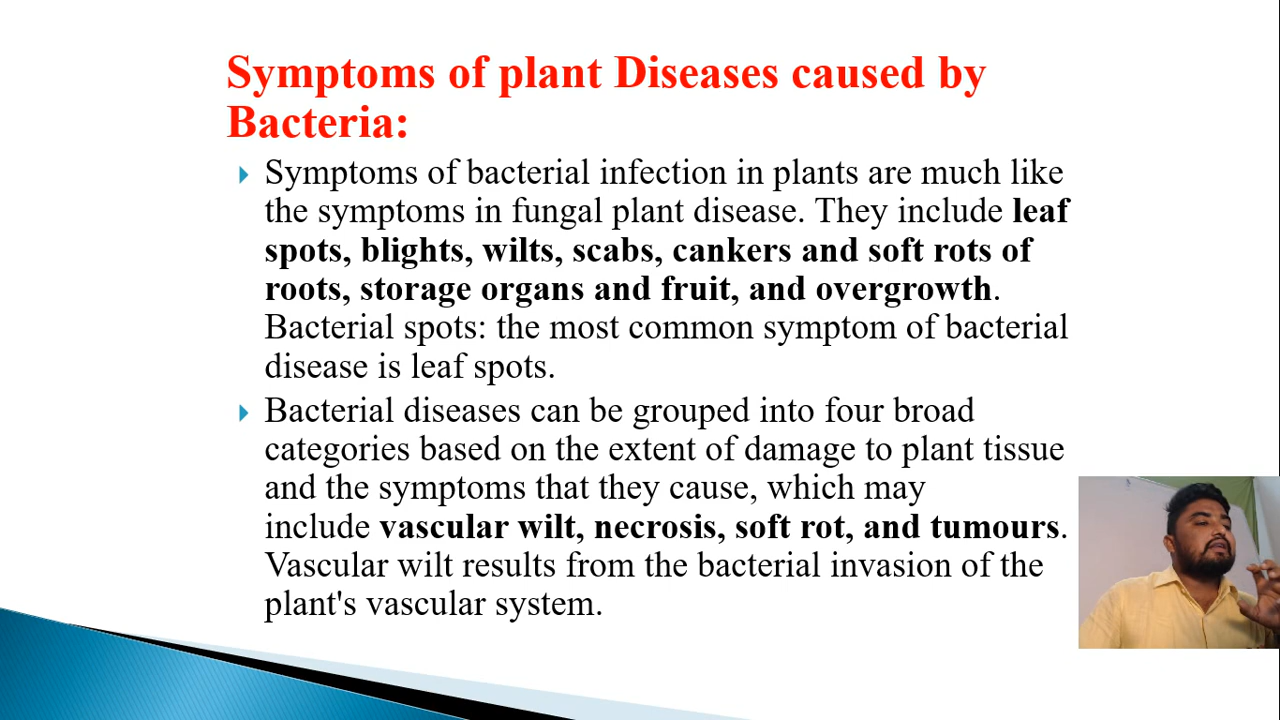 Symptoms of plant Diseases caused by
Bacteria:
Symptoms of bacterial infection in plants are much like
the symptoms in fungal plant disease. They include leaf
spots, blights, wilts, scabs, cankers and soft rots of
roots, storage organs and fruit, and overgrowth.
Bacterial spots: the most common symptom of bacterial
disease is leaf spots.
Bacterial diseases can be grouped into four broad
categories based on the extent of damage to plant tissue
and the symptoms that they cause, which may
include vascular wilt, necrosis, soft rot, and tumours.
Vascular wilt results from the bacterial invasion of the
plant's vascular system.